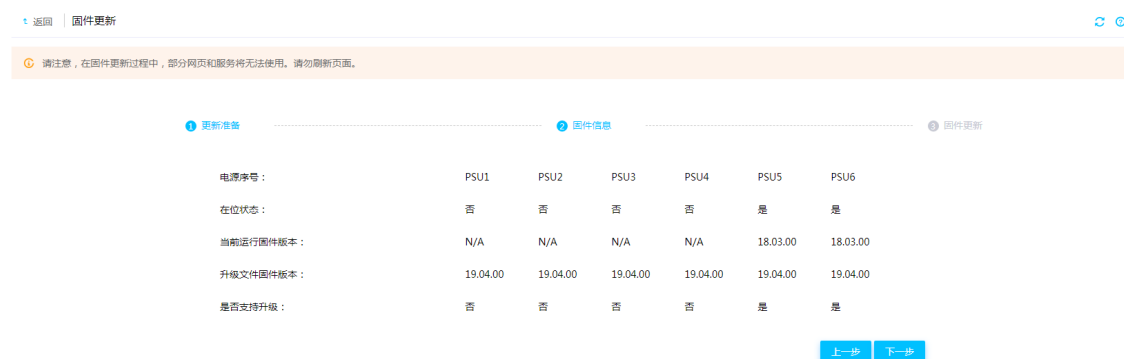 返回 固件更新
请注意，在固件更新过程中，部分网页和服务将无法使用。请勿刷新页面。
1 更新准备 2 固件信息 3 固件更新
电源序号： PSU1 PSU2 PSU3 PSU4 PSU5 PSU6
在位状态： 否 否 否 否 是 是
当前运行固件版本： N/A N/A N/A N/A 18.03.00 18.03.00
升级文件固件版本： 19.04.00 19.04.00 19.04.00 19.04.00 19.04.00 19.04.00
是否支持升级： 否 否 否 否 是 是
上一步 下一步